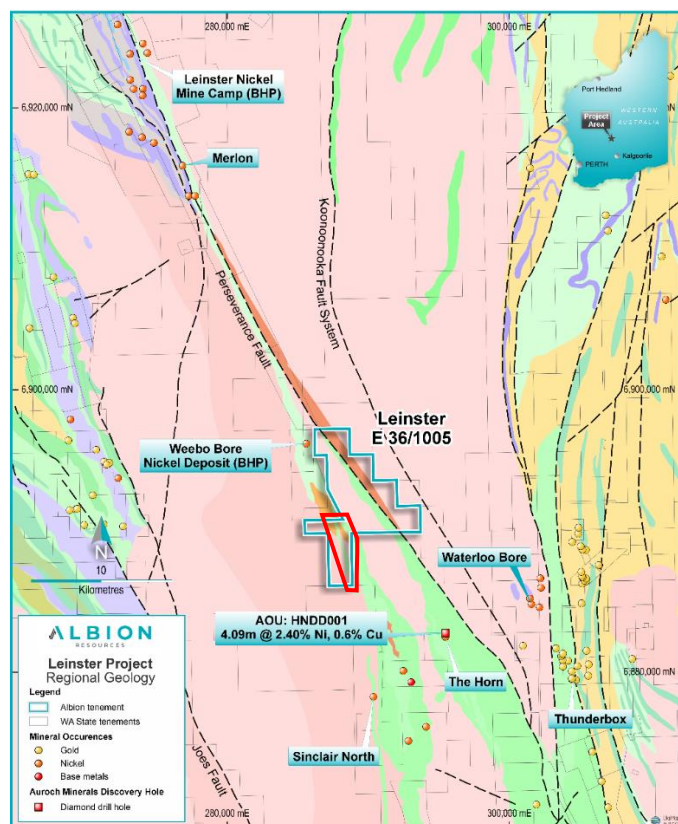 280,000 mE
300,000 mE
Leinster Nickel
Mine Camp (BHP)
6,920,000 mN
Merlon
Port Hedland
WESTERN
AUSTRALIA
Project
Area
Kalgoorlie
PERTH
Koonoonooka Fault System
Perseverance Fault
6,900,000 mN
6,900,000 mN
Leinster
E 36/1005
Weebo Bore
Nickel Deposit (BHP)
N
10
Kilometres
Waterloo Bore
AOU: HNDD001
4.09m @ 2.40% Ni, 0.6% Cu
The Horn
6,880,000 mN
Thunderbox
Sinclair North
Joes Fault
280,000 mE
300,000 mE
ALBION
RESOURCES
Leinster Project
Regional Geology
Legend
Albion tenement
WA State tenements
Mineral Occurences
Gold
Nickel
Base metals
Auroch Minerals Discovery Hole
Diamond drill hole